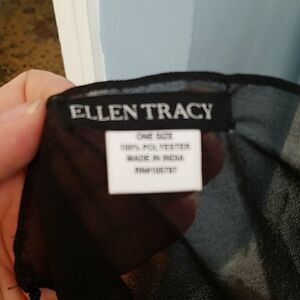 ELLEN TRACY
ONE SIZE
100% POLYESTER
MADE IN INDIA